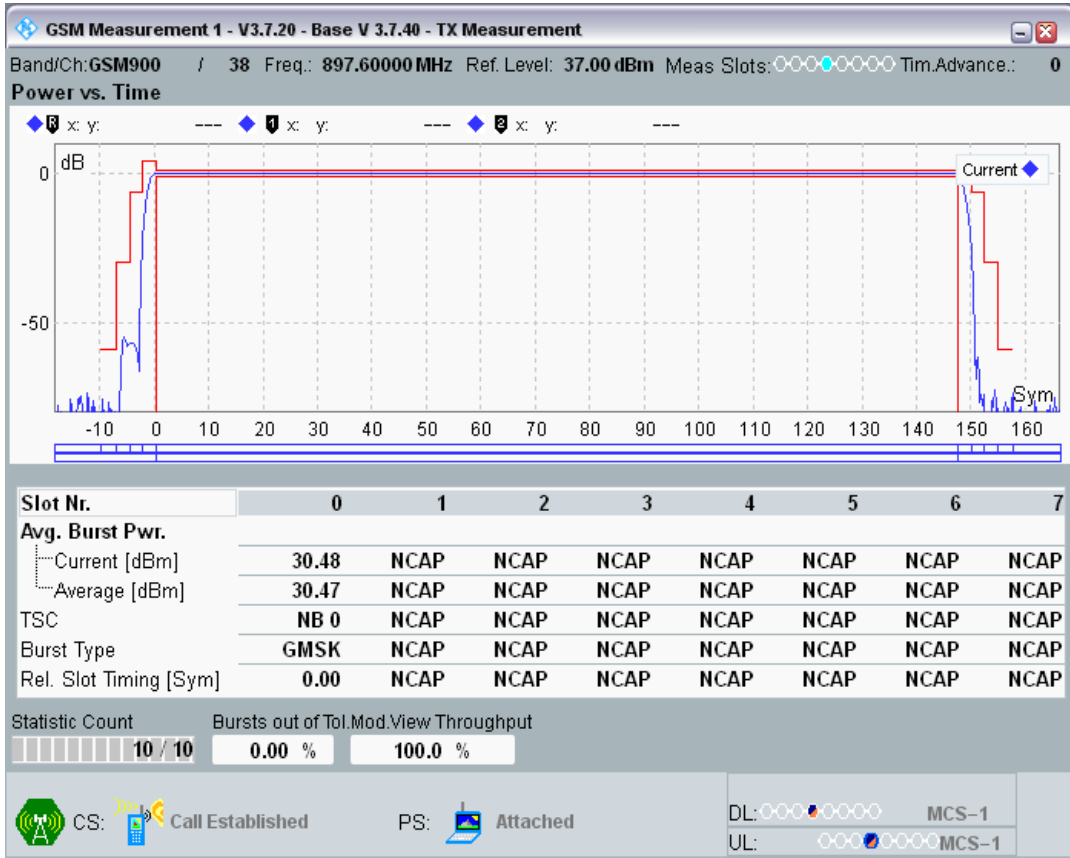 GSM Measurement 1 - V3.7.20 - Base V 3.7.40 - TX Measurement
Band/Ch:GSM900 / 38 Freq.: 897.60000 MHz Ref. Level: 37.00 dBm Meas Slots: Tim.Advance.: 0
Power vs. Time
R x: y: --- 1 x: y: --- 2 x: y: ---
dB
Current
0
-50
Sym
-10 0 10 20 30 40 50 60 70 80 90 100 110 120 130 140 150 160
Slot Nr. 0 1 2 3 4 5 6 7
Avg. Burst Pwr.
Current [dBm] 30.48 NCAP NCAP NCAP NCAP NCAP NCAP NCAP
Average [dBm] 30.47 NCAP NCAP NCAP NCAP NCAP NCAP NCAP
TSC NB 0 NCAP NCAP NCAP NCAP NCAP NCAP NCAP
Burst Type GMSK NCAP NCAP NCAP NCAP NCAP NCAP NCAP
Rel. Slot Timing [Sym] 0.00 NCAP NCAP NCAP NCAP NCAP NCAP NCAP
Statistic Count Bursts out of Tol.Mod.View Throughput
10 / 10 0.00 % 100.0 %
CS: Call Established PS: Attached
DL: MCS-1
UL: MCS-1